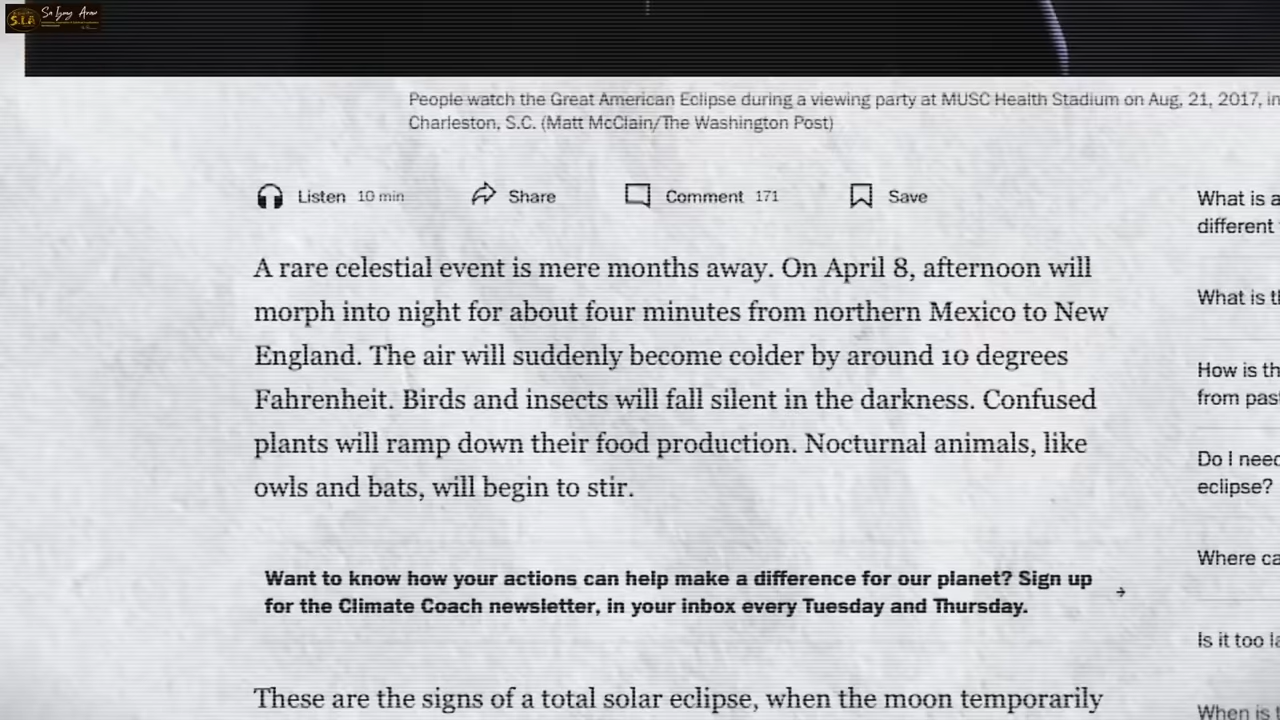 S.I.A
Sa Iyong Araw
People watch the Great American Eclipse during a viewing party at MUSC Health Stadium on Aug. 21, 2017, in
Charleston, S.C. (Matt McClain/The Washington Post)
Listen 10 min
Share
Comment 171
Save
A rare celestial event is mere months away. On April 8, afternoon will
morph into night for about four minutes from northern Mexico to New
England. The air will suddenly become colder by around 10 degrees
Fahrenheit. Birds and insects will fall silent in the darkness. Confused
plants will ramp down their food production. Nocturnal animals, like
owls and bats, will begin to stir.
Want to know how your actions can help make a difference for our planet? Sign up
for the Climate Coach newsletter, in your inbox every Tuesday and Thursday.
These are the signs of a total solar eclipse, when the moon temporarily
What is a
different
What is
How is
from
Do I
eclipse?
Where
Is it too
When is